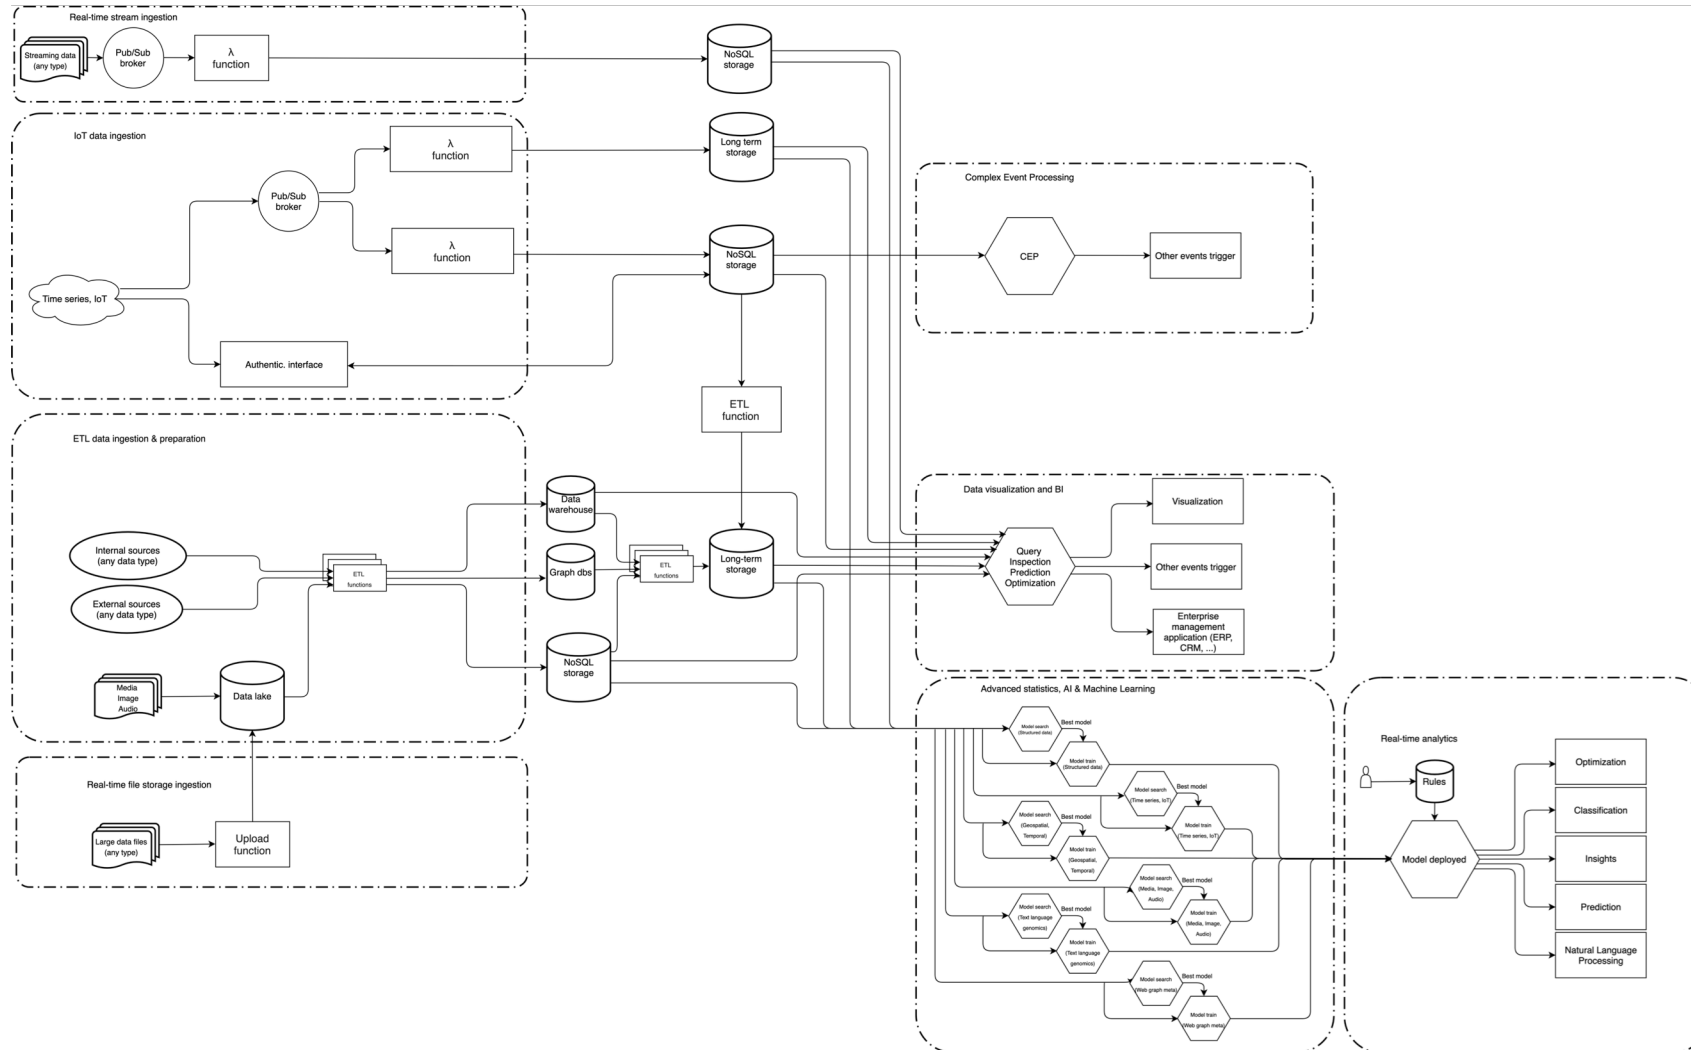 Real-time stream ingestion
Streaming data
(any type)
Pub/Sub
broker
λ
function
NoSQL
storage
IoT data ingestion
λ
function
Long term
storage
Pub/Sub
broker
λ
function
NoSQL
storage
Time series, IoT
Authentic. interface
Complex Event Processing
CEP
Other events trigger
ETL
function
ETL data ingestion & preparation
Internal sources
(any data type)
External sources
(any data type)
ETL
functions
Media
Image
Audio
Data lake
Data
warehouse
Graph dbs
NoSQL
storage
ETL
functions
Long-term
storage
Real-time file storage ingestion
Large data files
(any type)
Upload
function
Data visualization and BI
Query
Inspection
Prediction
Optimization
Visualization
Other events trigger
Enterprise
management
application (ERP,
CRM, ...)
Advanced statistics, AI & Machine Learning
Model search
(Structured data)
Best model
Model train
(Structured data)
Model search
(Time series, IoT)
Best model
Model train
(Time series, IoT)
Model search
(Geospatial,
Temporal)
Best model
Model train
(Geospatial,
Temporal)
Model search
(Media, Image,
Audio)
Best model
Model train
(Media, Image,
Audio)
Model search
(Text language
genomics)
Best model
Model train
(Text language
genomics)
Model search
(Web graph meta)
Best model
Model train
(Web graph meta)
Real-time analytics
Rules
Model deployed
Optimization
Classification
Insights
Prediction
Natural Language
Processing